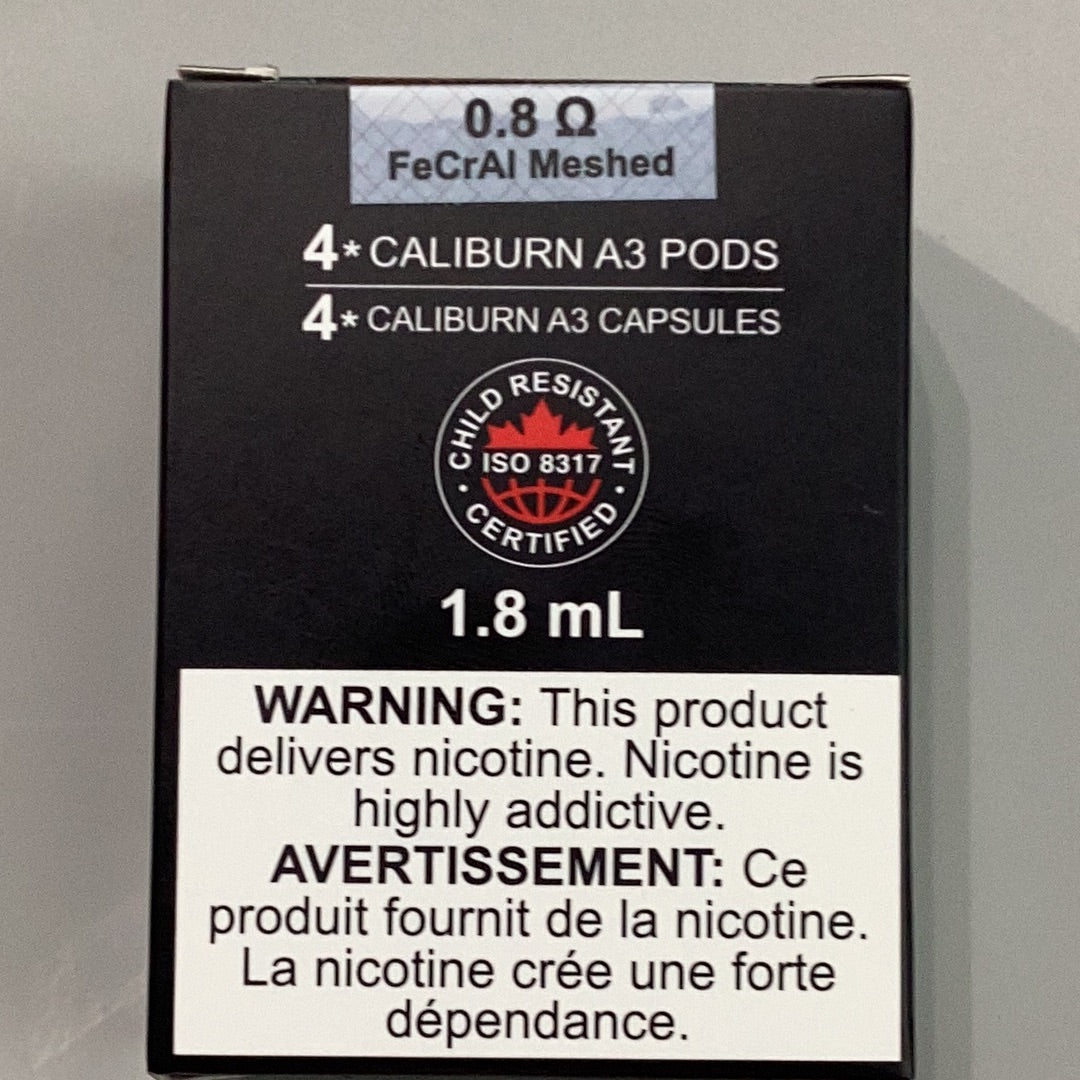 0.8 Ω
FeCrAl Meshed
4* CALIBURN A3 PODS
4* CALIBURN A3 CAPSULES
CHILD RESISTANT
ISO 8317
• CERTIFIED •
1.8 mL
WARNING: This product
delivers nicotine. Nicotine is
highly addictive.
AVERTISSEMENT: Ce
produit fournit de la nicotine.
La nicotine crée une forte
dépendance.